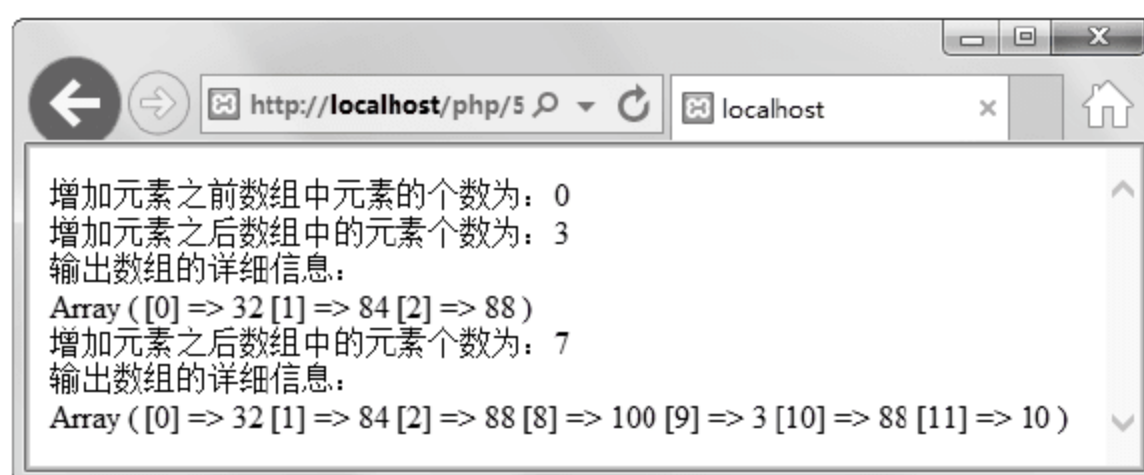 http://localhost/php/5
localhost
增加元素之前数组中元素的个数为：0
增加元素之后数组中的元素个数为：3
输出数组的详细信息：
Array ( [0] => 32 [1] => 84 [2] => 88 )
增加元素之后数组中的元素个数为：7
输出数组的详细信息：
Array ( [0] => 32 [1] => 84 [2] => 88 [8] => 100 [9] => 3 [10] => 88 [11] => 10 )